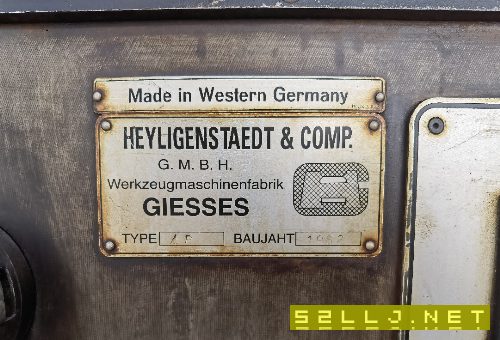 Made in Western Germany
HEYLIGENSTAEDT & COMP.
G. M. B. H.
Werkzeugmaschinenfabrik
GIESSES
TYPE
BAUJAHT
52LLJ.NET